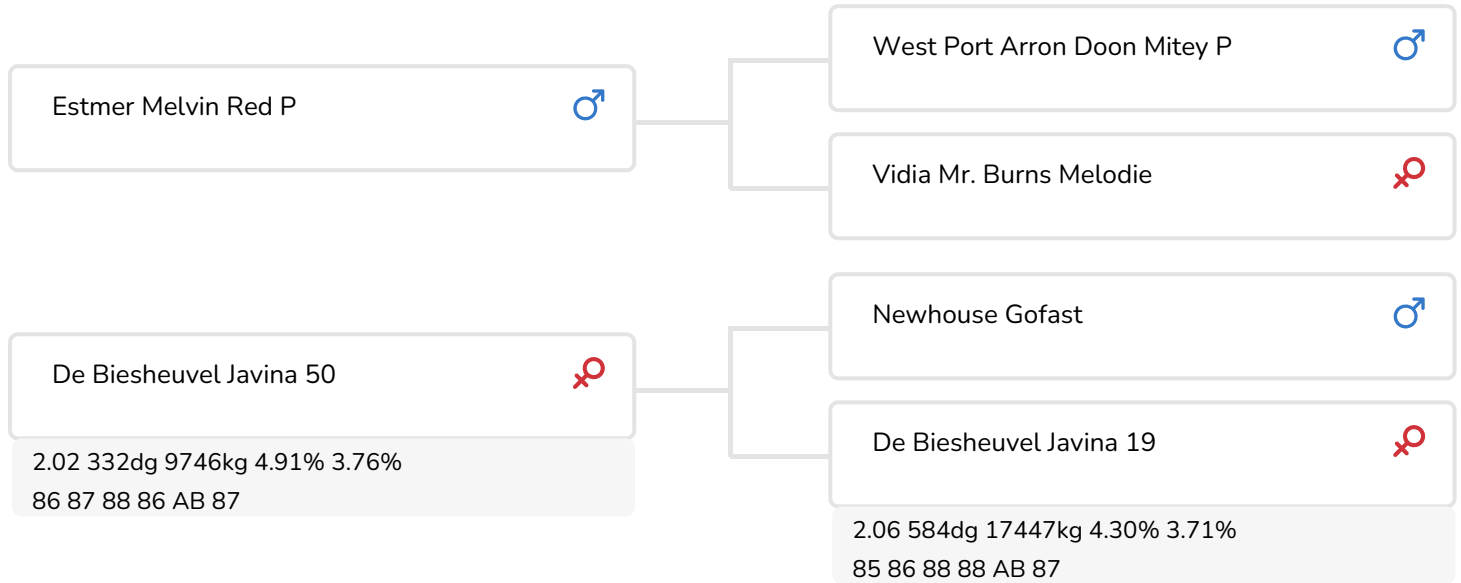 Estmer Melvin Red P
West Port Arron Doon Mitey P
Vidia Mr. Burns Melodie
De Biesheuvel Javina 50
2.02 332dg 9746kg 4.91% 3.76%
86 87 88 86 AB 87
Newhouse Gofast
De Biesheuvel Javina 19
2.06 584dg 17447kg 4.30% 3.71%
85 86 88 88 AB 87